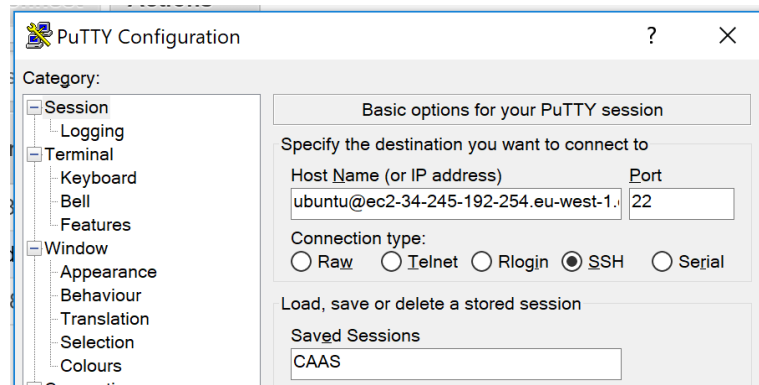 PuTTY Configuration
?
Category:
Session
Logging
Terminal
Keyboard
Bell
Features
Window
Appearance
Behaviour
Translation
Selection
Colours
Basic options for your PuTTY session
Specify the destination you want to connect to
Host Name (or IP address) Port
ubuntu@ec2-34-245-192-254.eu-west-1. 22
Connection type:
Raw Telnet Rlogin SSH Serial
Load, save or delete a stored session
Saved Sessions
CAAS